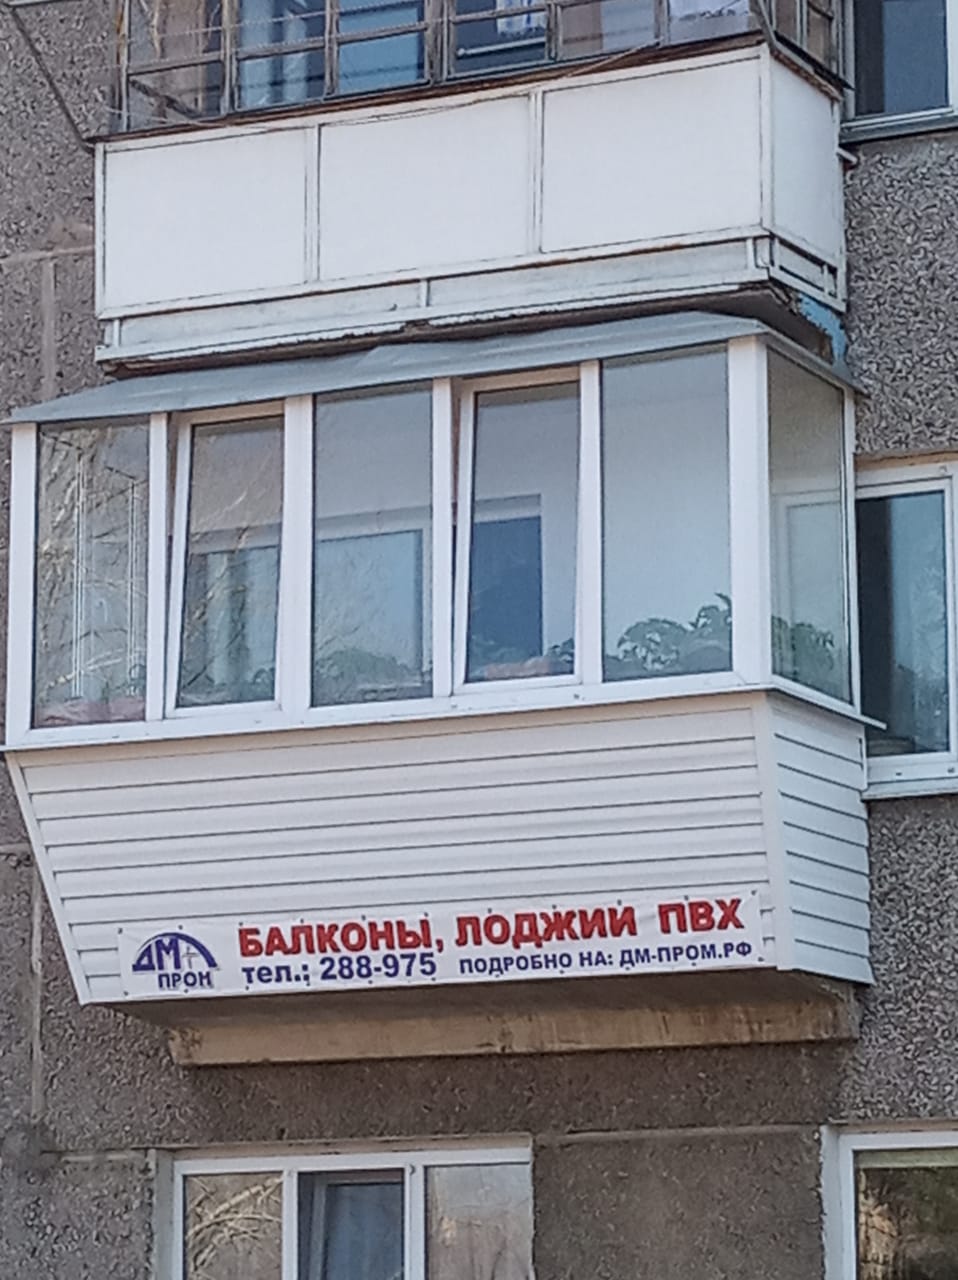 ДМ
ПРОМ
БАЛКОНЫ, ЛОДЖИИ ПВХ
тел.: 288-975 ПОДРОБНО НА: ДМ-ПРОМ.РФ